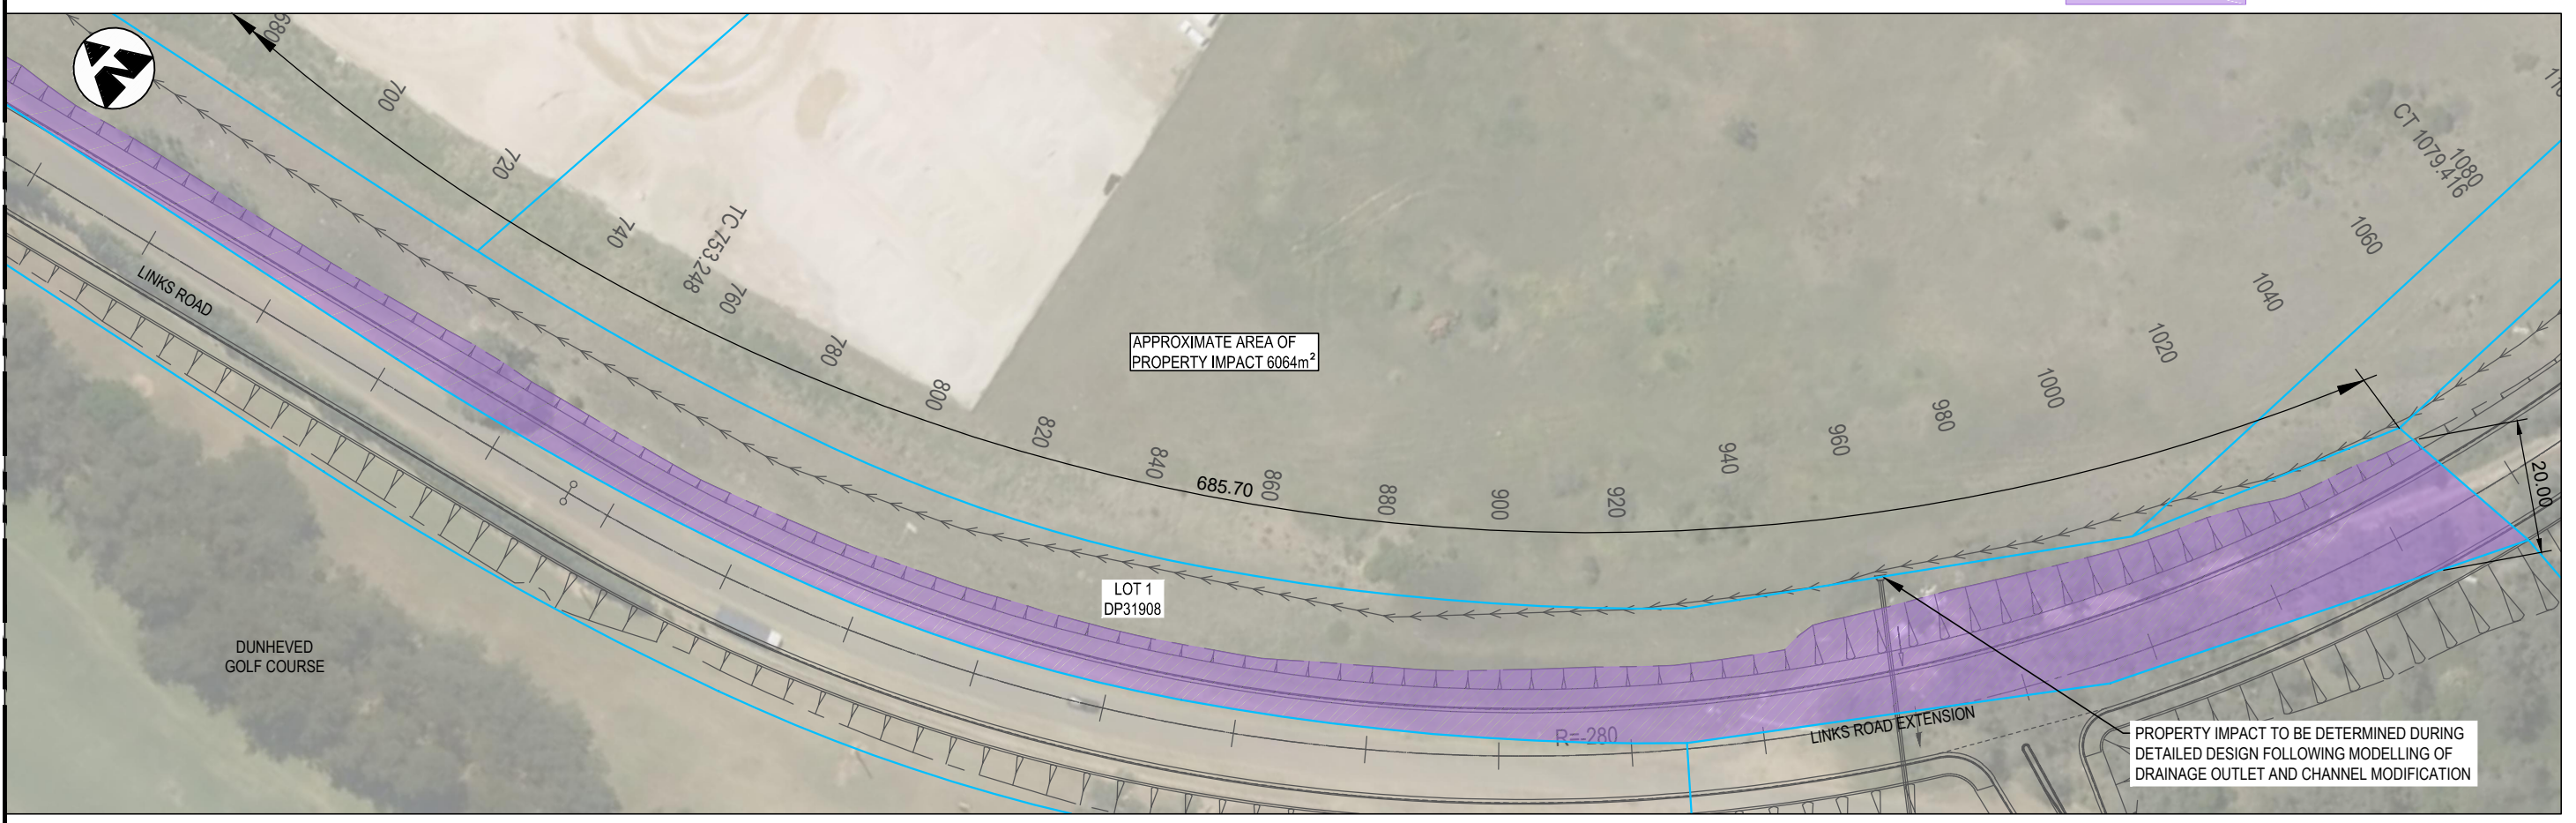 680
700
720
740
TC 753.248
760
780
800
820
840
860
880
900
920
940
960
980
1000
1020
1040
1060
1080
CT 1079.416
LINKS ROAD
APPROXIMATE AREA OF
PROPERTY IMPACT 6064m²
685.70
20.00
LOT 1
DP31908
DUNHEVED
GOLF COURSE
R=-280
LINKS ROAD EXTENSION
PROPERTY IMPACT TO BE DETERMINED DURING
DETAILED DESIGN FOLLOWING MODELLING OF
DRAINAGE OUTLET AND CHANNEL MODIFICATION